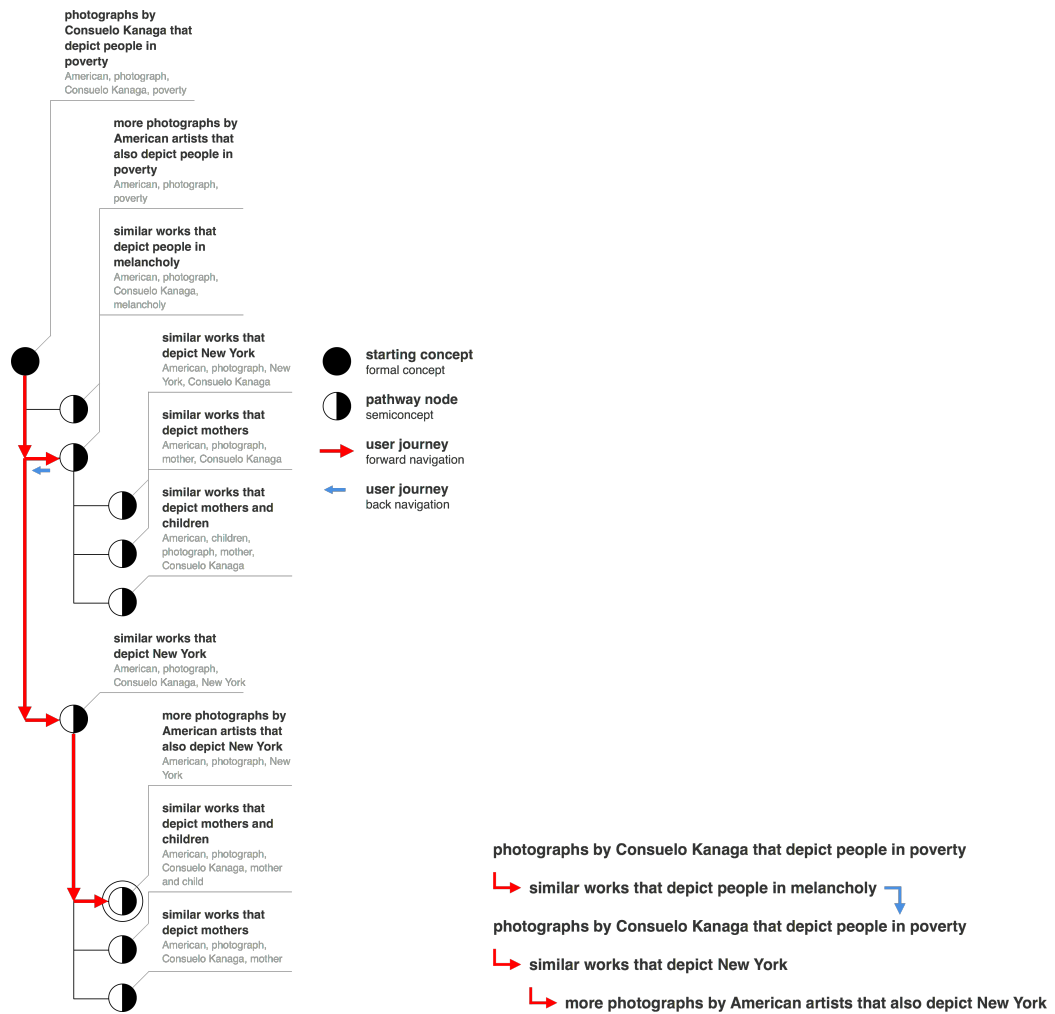 photographs by
Consuelo Kanaga that
depict people in
poverty
American, photograph,
Consuelo Kanaga, poverty
more photographs by
American artists that
also depict people in
poverty
American, photograph,
poverty
similar works that
depict people in
melancholy
American, photograph,
Consuelo Kanaga,
melancholy
similar works that
depict New York
American, photograph, New
York, Consuelo Kanaga
similar works that
depict mothers
American, photograph,
mother, Consuelo Kanaga
similar works that
depict mothers and
children
American, children,
photograph, mother,
Consuelo Kanaga
starting concept
formal concept
pathway node
semiconcept
user journey
forward navigation
user journey
back navigation
similar works that
depict New York
American, photograph,
Consuelo Kanaga, New York
more photographs by
American artists that
also depict New York
American, photograph, New
York
similar works that
depict mothers and
children
American, photograph,
Consuelo Kanaga, mother
and child
similar works that
depict mothers
American, photograph,
Consuelo Kanaga, mother
photographs by Consuelo Kanaga that depict people in poverty
similar works that depict people in melancholy
photographs by Consuelo Kanaga that depict people in poverty
similar works that depict New York
more photographs by American artists that also depict New York